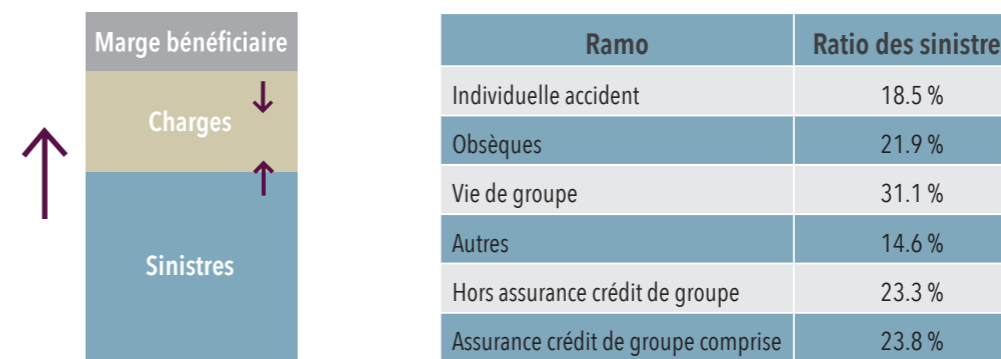 Marge bénéficiaire
Charges
Sinistres
Ramo Ratio des sinistre
Individuelle accident 18.5 %
Obsèques 21.9 %
Vie de groupe 31.1 %
Autres 14.6 %
Hors assurance crédit de groupe 23.3 %
Assurance crédit de groupe comprise 23.8 %